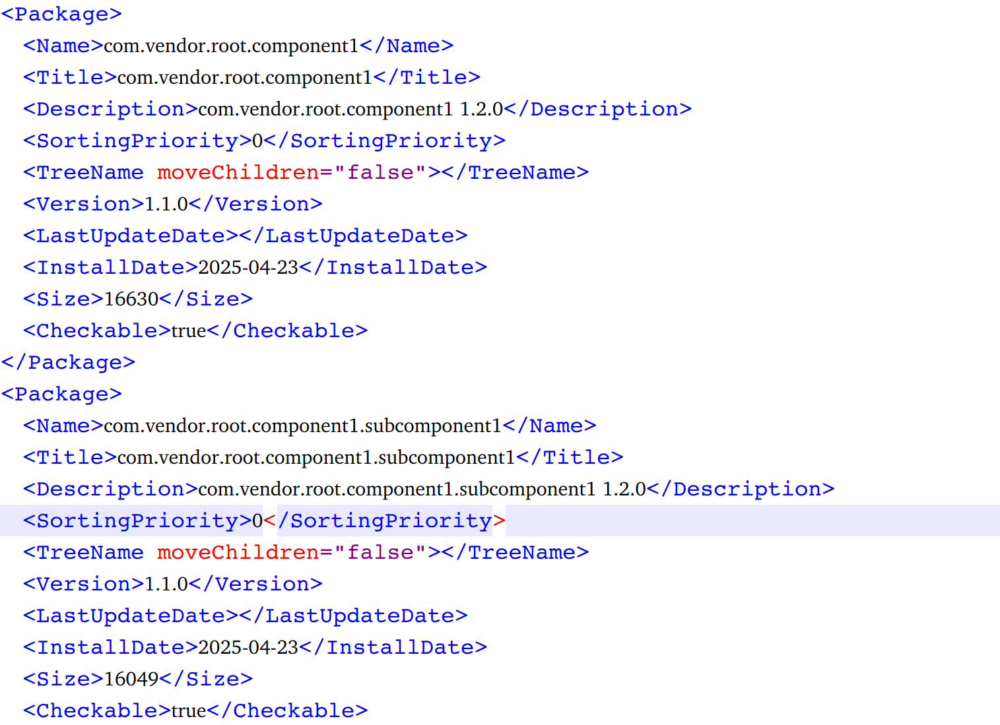 <Package>
<Name>com.vendor.root.component1</Name>
<Title>com.vendor.root.component1</Title>
<Description>com.vendor.root.component1 1.2.0</Description>
<SortingPriority>0</SortingPriority>
<TreeName moveChildren="false"></TreeName>
<Version>1.1.0</Version>
<LastUpdateDate></LastUpdateDate>
<InstallDate>2025-04-23</InstallDate>
<Size>16630</Size>
<Checkable>true</Checkable>
</Package>
<Package>
<Name>com.vendor.root.component1.subcomponent1</Name>
<Title>com.vendor.root.component1.subcomponent1</Title>
<Description>com.vendor.root.component1.subcomponent1 1.2.0</Description>
<SortingPriority>0</SortingPriority>
<TreeName moveChildren="false"></TreeName>
<Version>1.1.0</Version>
<LastUpdateDate></LastUpdateDate>
<InstallDate>2025-04-23</InstallDate>
<Size>16049</Size>
<Checkable>true</Checkable>